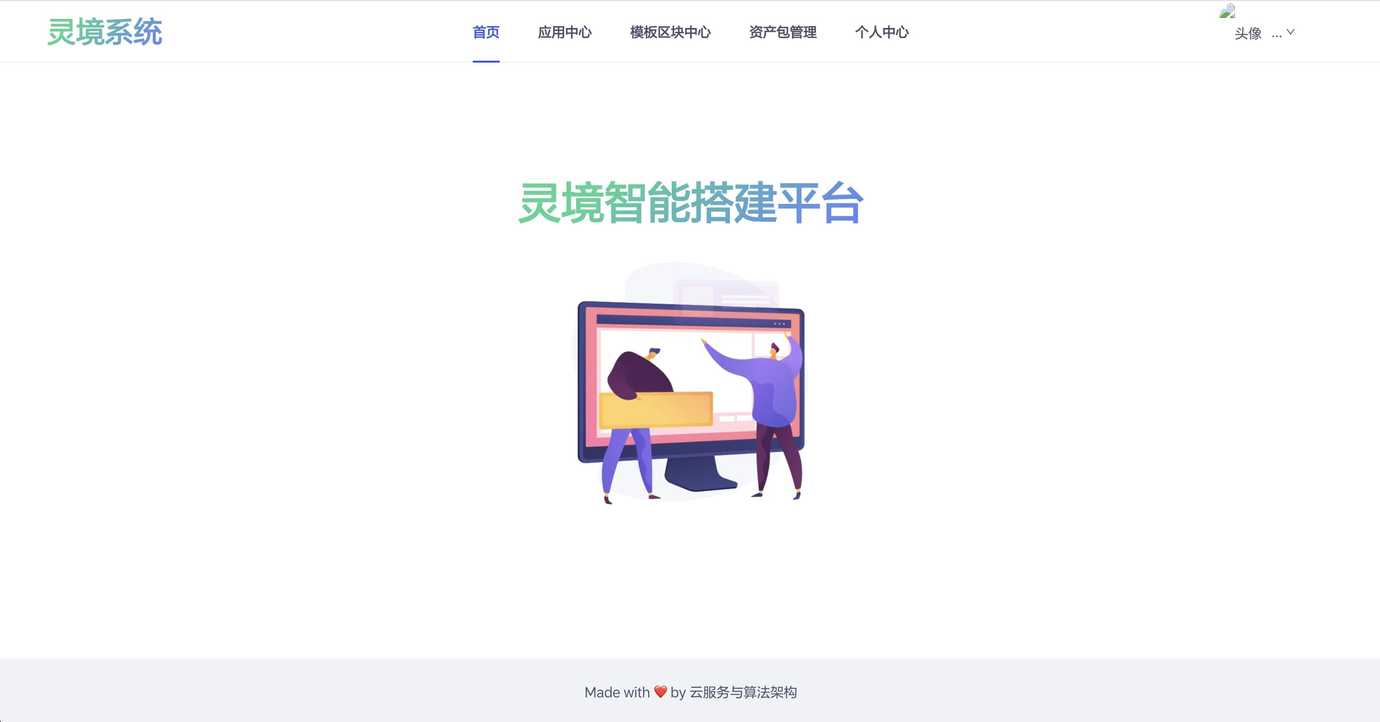 灵境系统 首页 应用中心 模板区块中心 资产包管理 个人中心 头像 ...
灵境智能搭建平台
Made with ❤️ by 云服务与算法架构